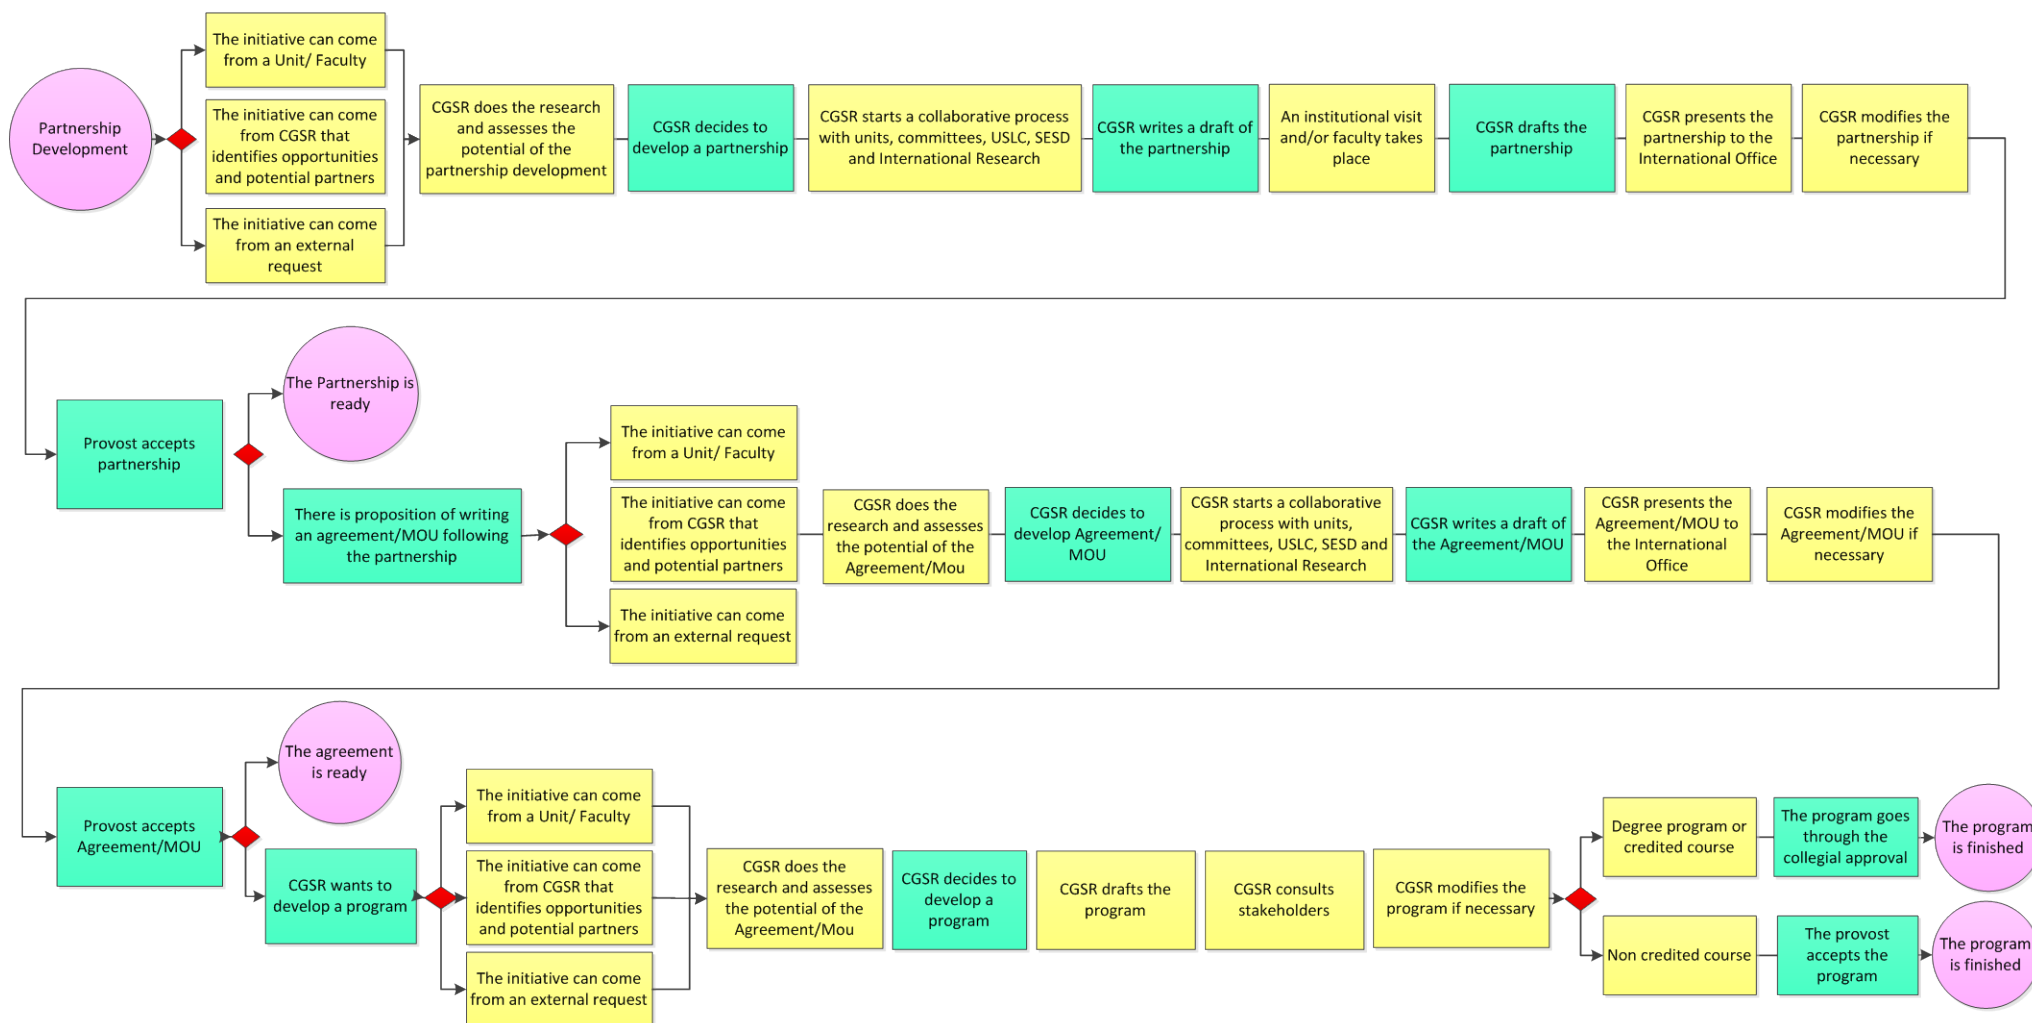 Partnership
Development
The initiative can come
from a Unit/ Faculty
The initiative can come
from CGSR that
identifies opportunities
and potential partners
The initiative can come
from an external
request
CGSR does the research
and assesses the
potential of the
partnership development
CGSR decides to
develop a partnership
CGSR starts a collaborative process
with units, committees, USLC, SESD
and International Research
CGSR writes a draft of
the partnership
An institutional visit
and/or faculty takes
place
CGSR drafts the
partnership
CGSR presents the
partnership to the
International Office
CGSR modifies the
partnership if
necessary
Provost accepts
partnership
The Partnership is
ready
There is proposition of writing
an agreement/MOU following
the partnership
The initiative can come
from a Unit/ Faculty
The initiative can come
from CGSR that
identifies opportunities
and potential partners
The initiative can come
from an external request
CGSR does the
research and assesses
the potential of the
Agreement/Mou
CGSR decides to
develop Agreement/
MOU
CGSR starts a collaborative
process with units,
committees, USLC, SESD and
International Research
CGSR writes a draft of
the Agreement/MOU
CGSR presents the
Agreement/MOU to
the International
Office
CGSR modifies the
Agreement/MOU if
necessary
Provost accepts
Agreement/MOU
The agreement
is ready
CGSR wants to
develop a program
The initiative can come
from a Unit/ Faculty
The initiative can come
from CGSR that
identifies opportunities
and potential partners
The initiative can come
from an external request
CGSR does the
research and assesses
the potential of the
Agreement/Mou
CGSR decides to
develop a
program
CGSR drafts the
program
CGSR consults
stakeholders
CGSR modifies the
program if necessary
Degree program or
credited course
The program goes
through the
collegial approval
The program
is finished
Non credited course
The provost
accepts the
program
The program
is finished